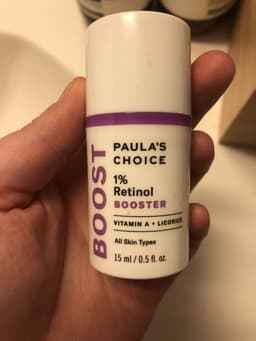 BOOST
PAULA'S
CHOICE
1%
Retinol
BOOSTER
VITAMIN A + LICORICE
All Skin Types
15 ml / 0.5 fl. oz.